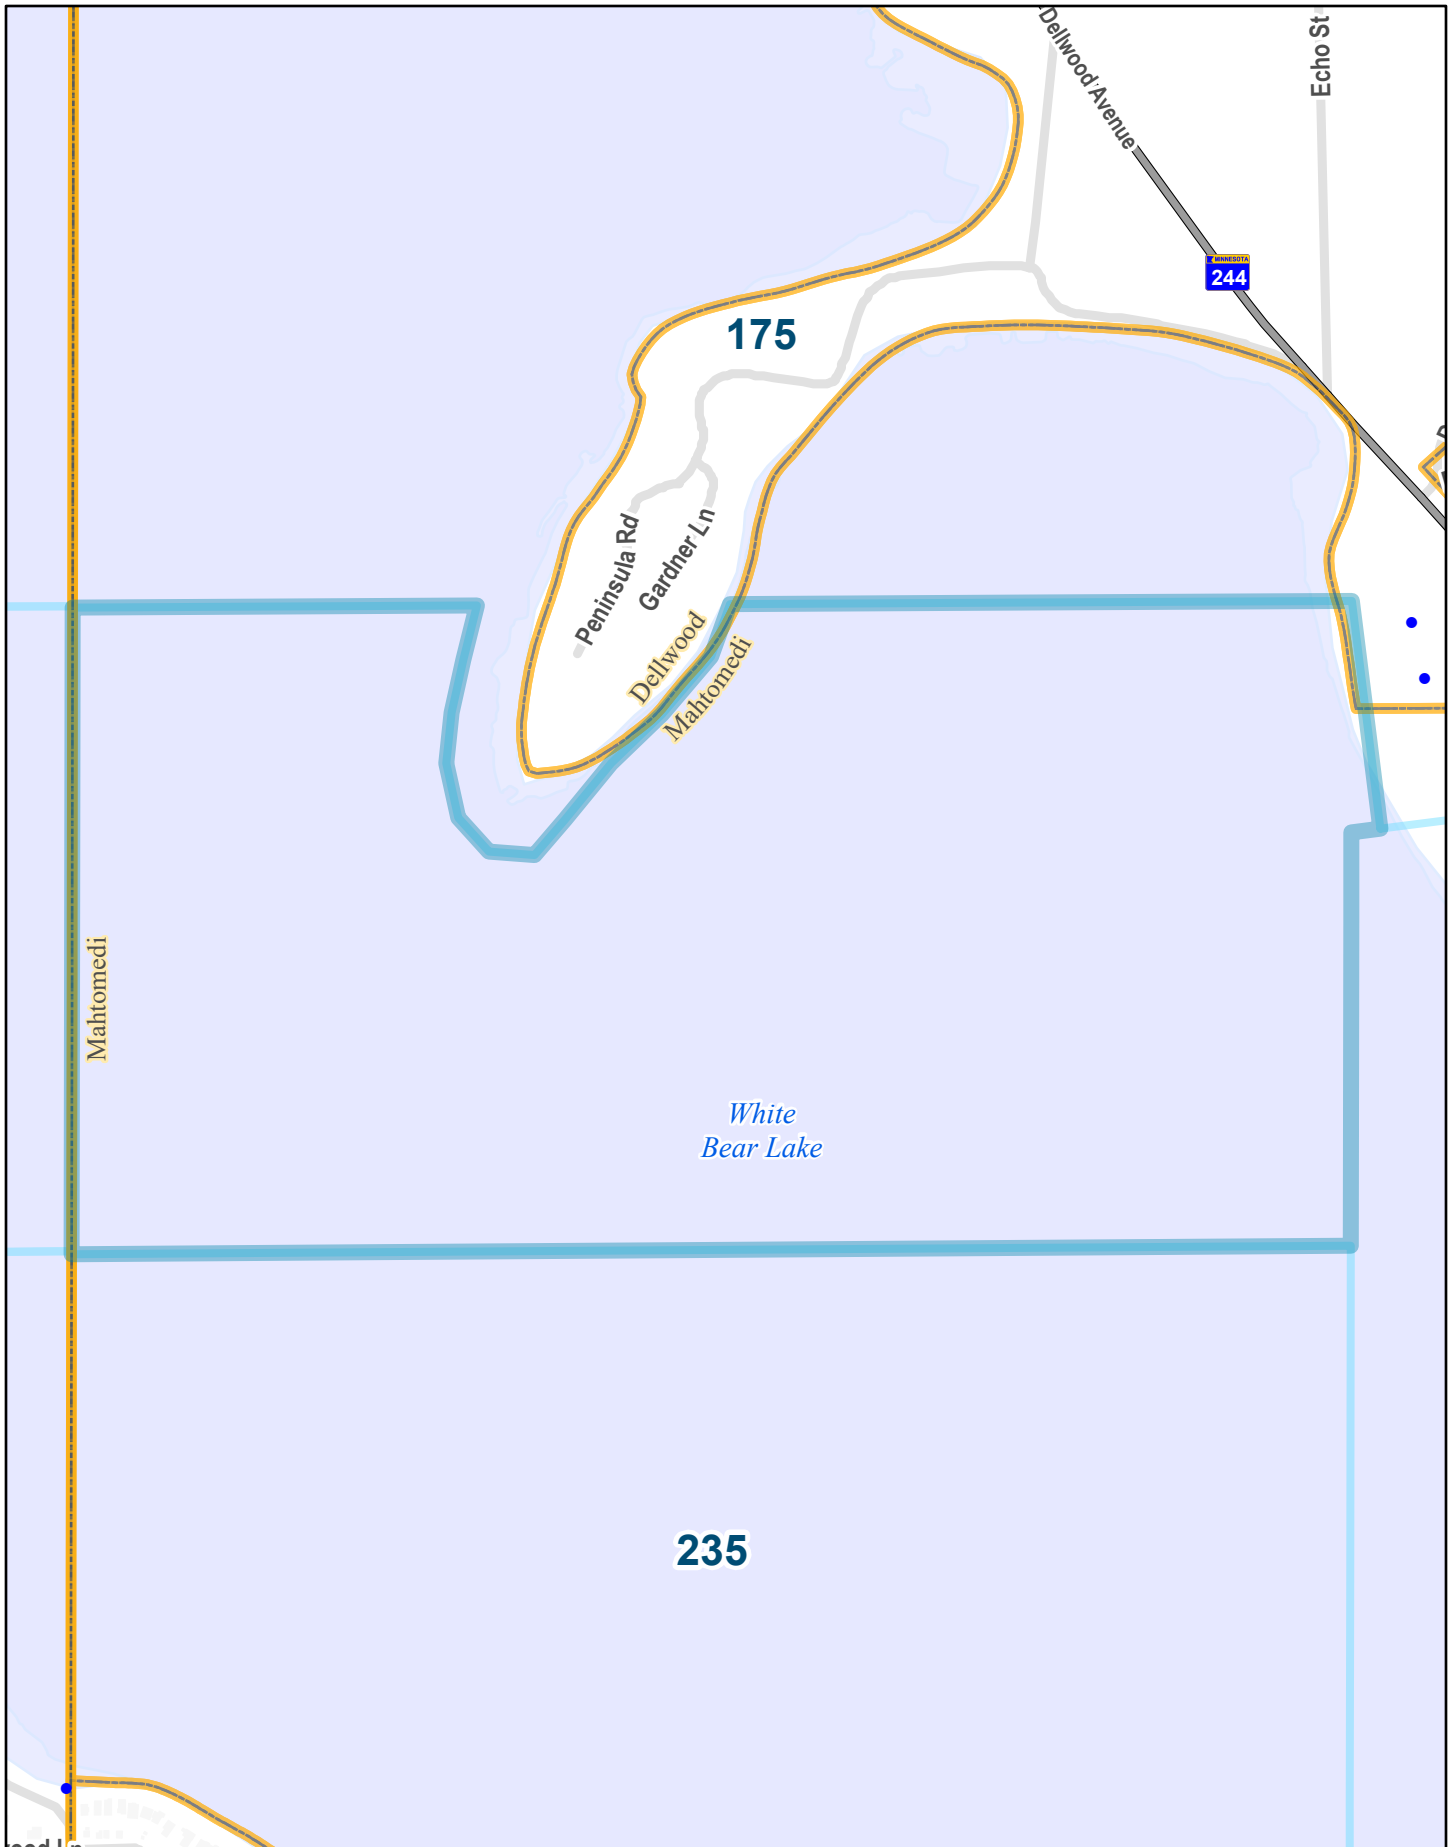 Dellwood Avenue
Echo St
MINNESOTA
244
175
Peninsula Rd
Gardner Ln
Dellwood
Mahtomedi
Mahtomedi
White
Bear Lake
235